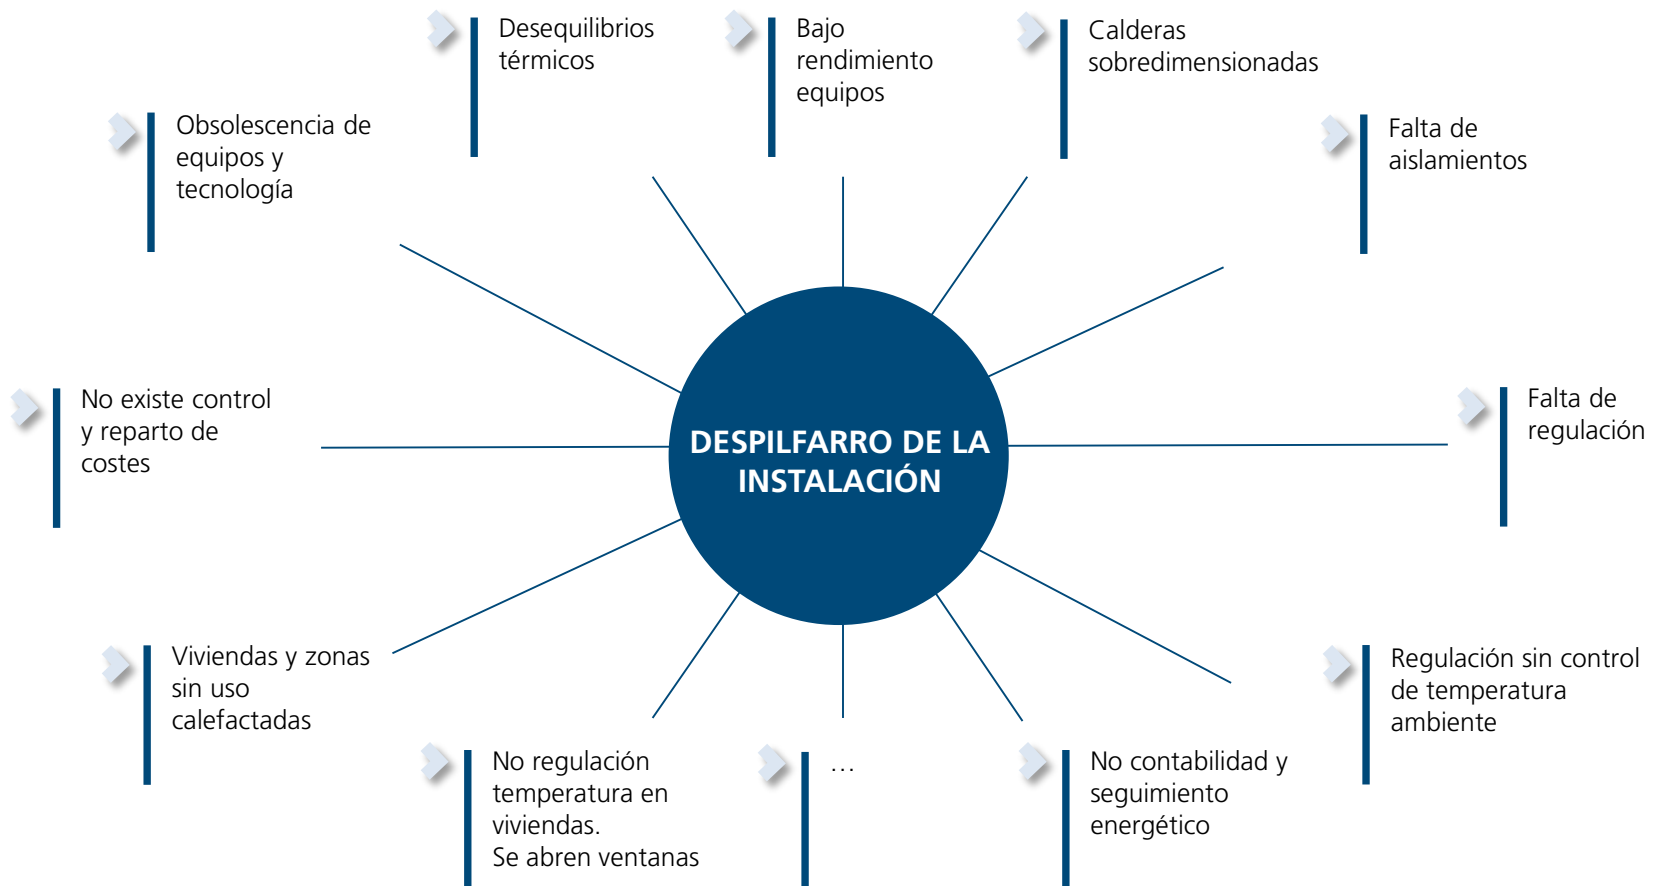 Desequilibrios
térmicos
Bajo
rendimiento
equipos
Calderas
sobredimensionadas
Obsolescencia de
equipos y
tecnología
Falta de
aislamientos
No existe control
y reparto de
costes
DESPILFARRO DE LA
INSTALACIÓN
Falta de
regulación
Viviendas y zonas
sin uso
calefactadas
Regulación sin control
de temperatura
ambiente
No regulación
temperatura en
viviendas.
Se abren ventanas
…
No contabilidad y
seguimiento
energético